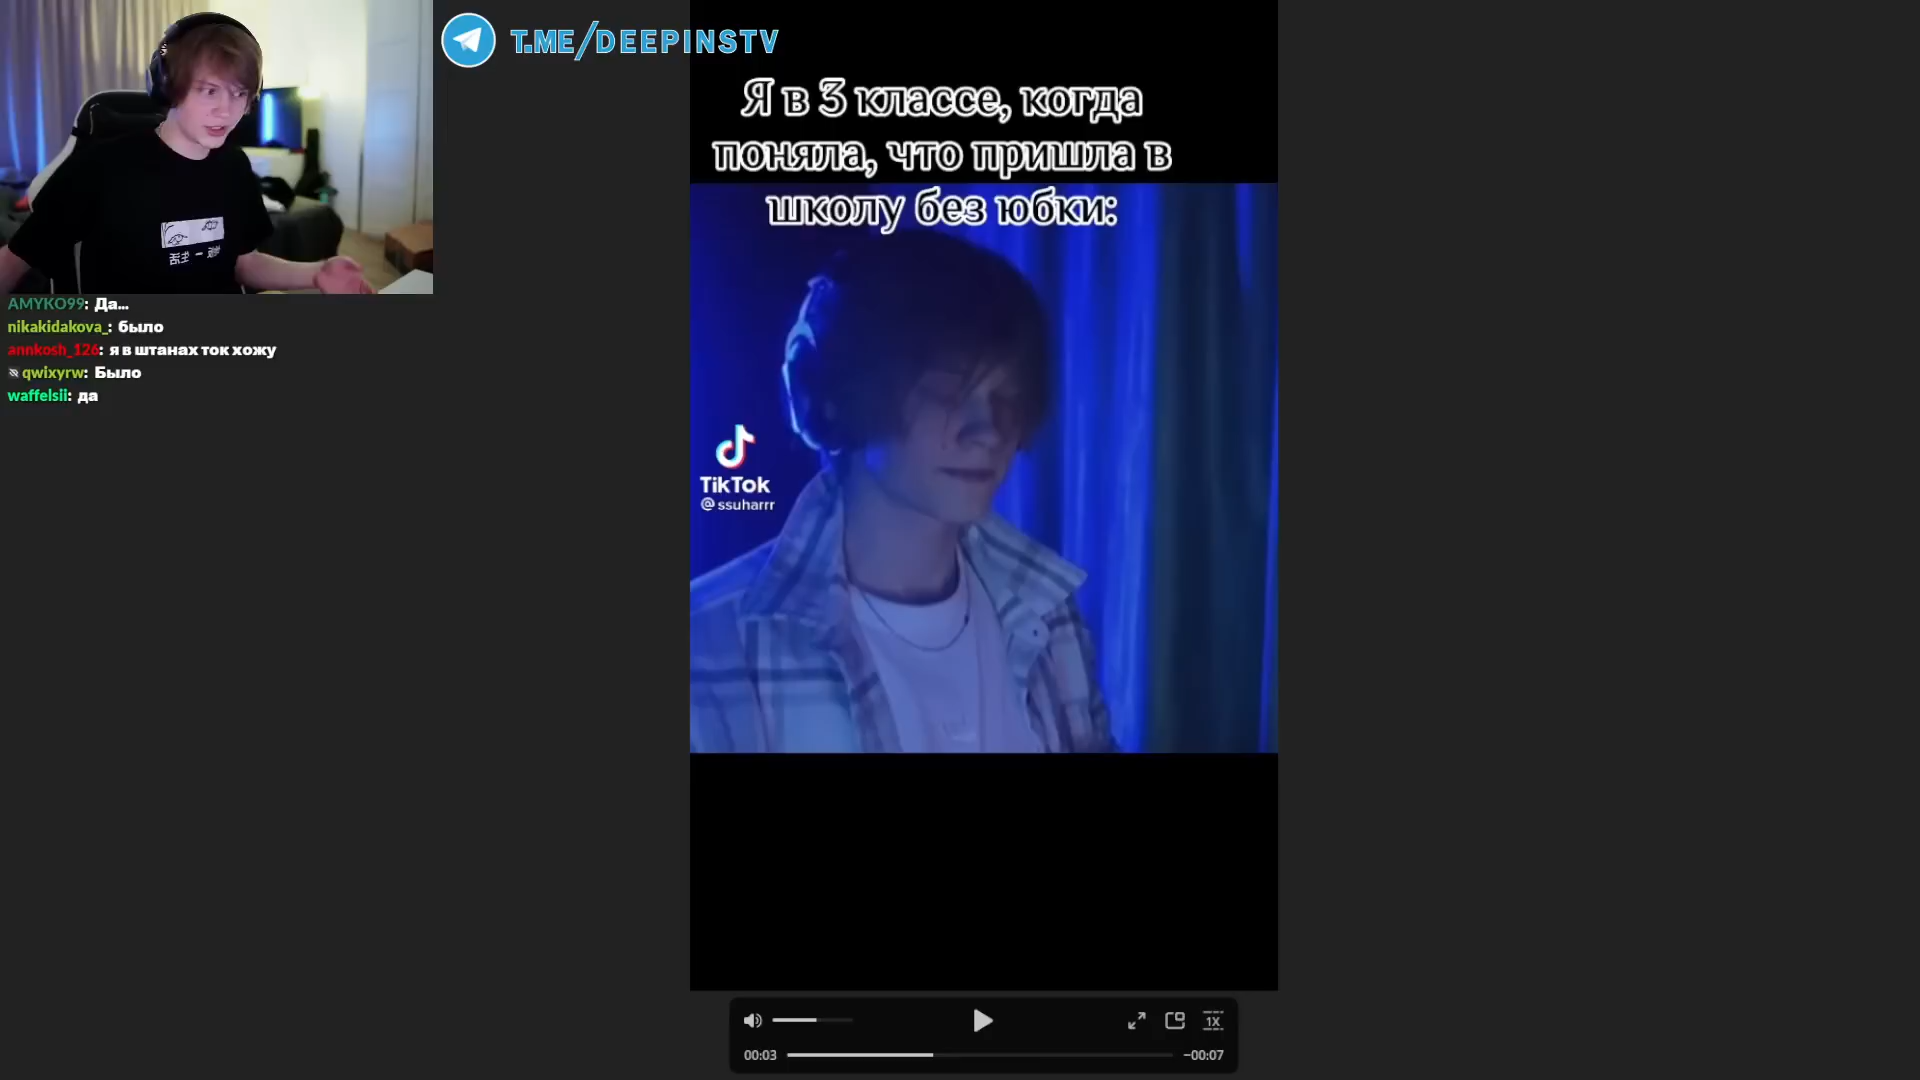 T.ME/DEEPINSTV
Я в 3 классе, когда
поняла, что пришла в
школу без юбки:
AMYKO99: Да...
nikakidakova_: было
annkosh_126: я в штанах ток хожу
qwixyrw: Было
waffelsii: да
TikTok
@ssuharrr
1X
00:03
−00:07